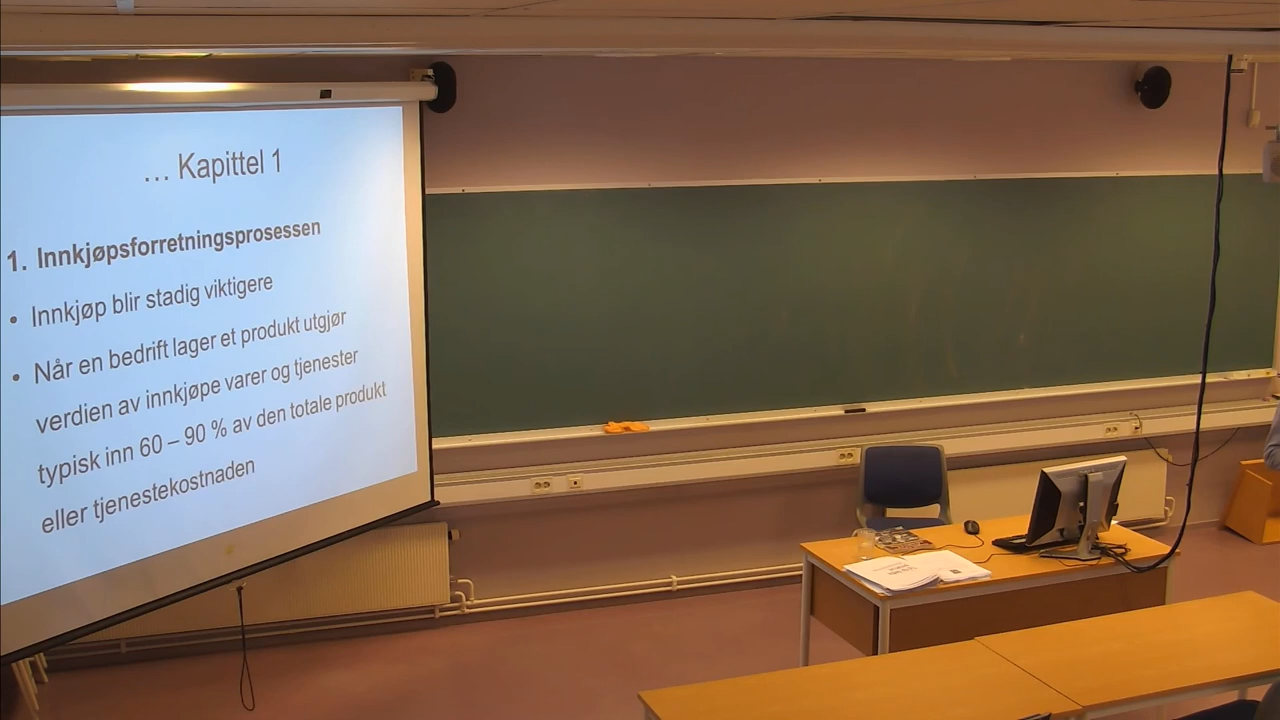 ... Kapittel 1
1. Innkjøpsforretningsprosessen
• Innkjøp blir stadig viktigere
• Når en bedrift lager et produkt utgjør
verdien av innkjøpe varer og tjenester
typisk inn 60 – 90 % av den totale produkt
eller tjenestekostnaden